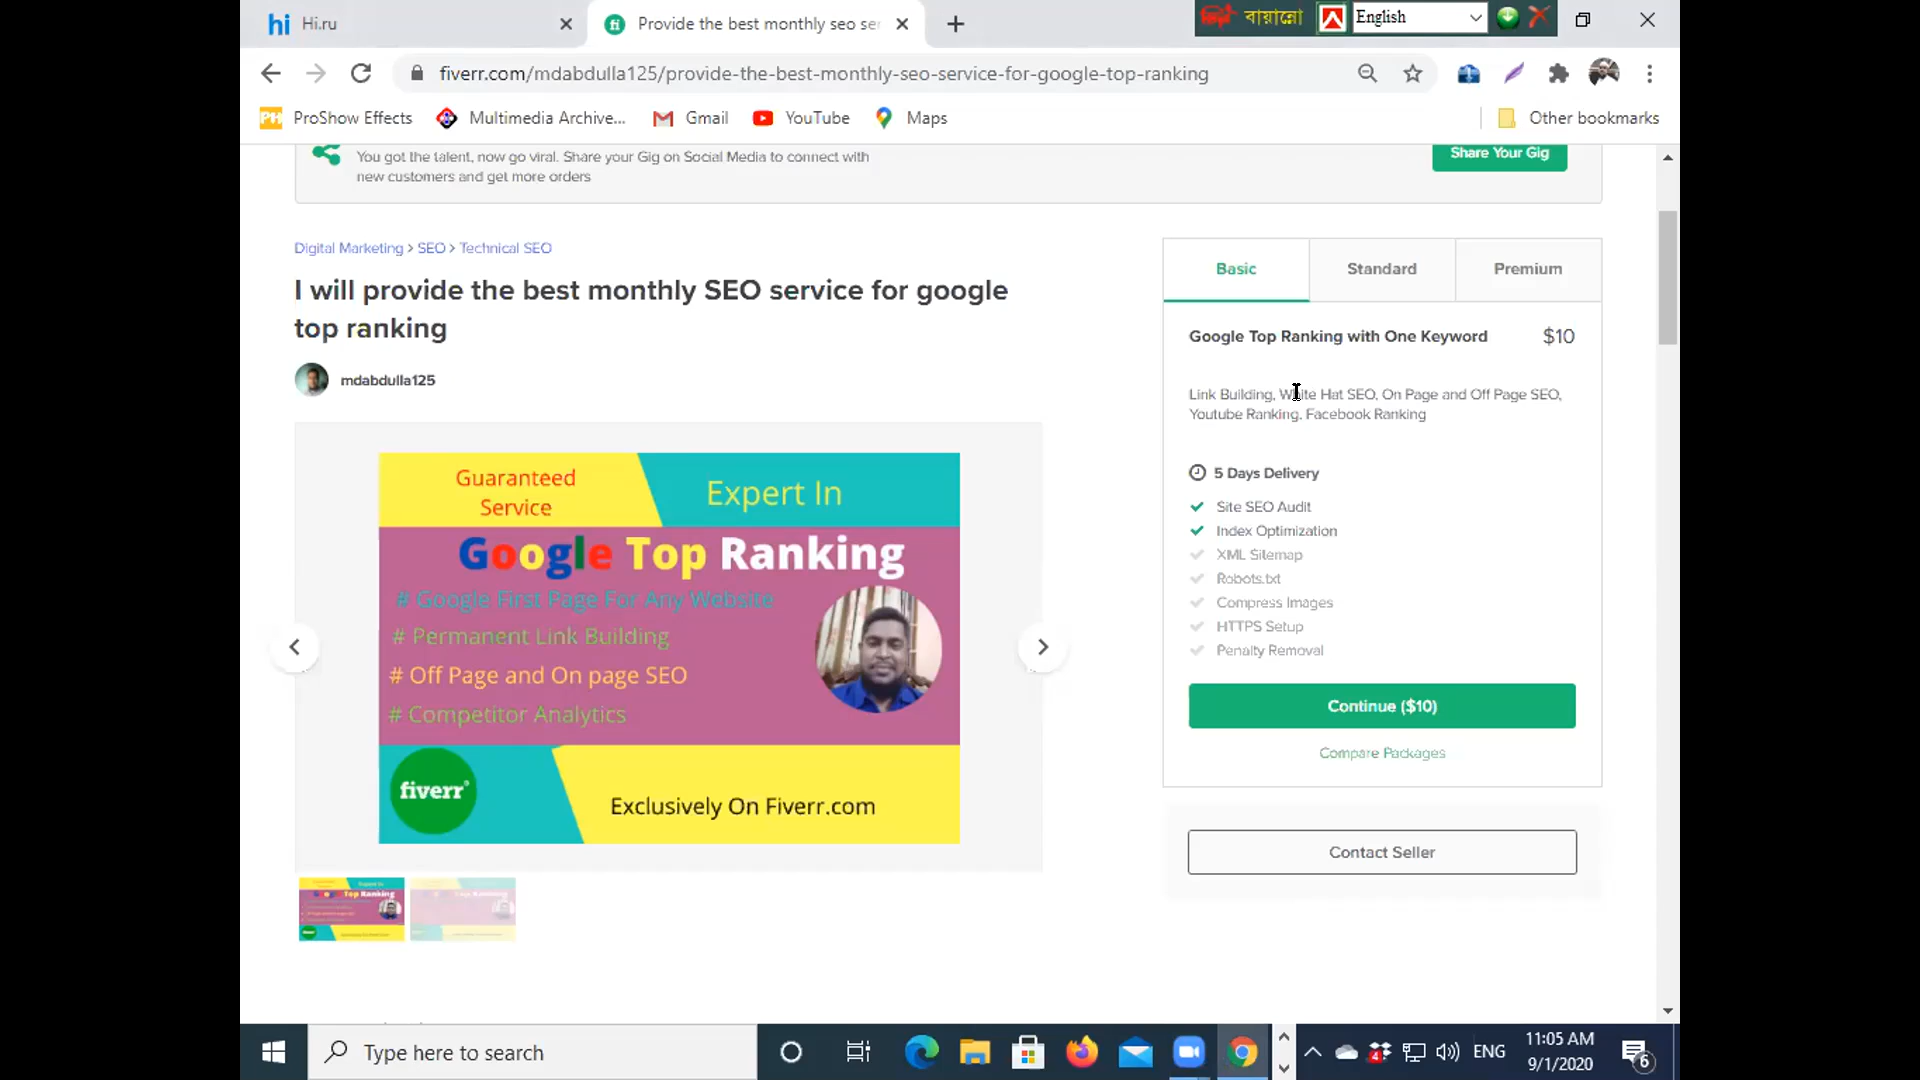 hi Hi.ru
fi Provide the best monthly seo ser
বায়ান্নো
English
fiverr.com/mdabdulla125/provide-the-best-monthly-seo-service-for-google-top-ranking
PH ProShow Effects
Multimedia Archive...
Gmail
YouTube
Maps
Other bookmarks
You got the talent, now go viral. Share your Gig on Social Media to connect with
new customers and get more orders
Share Your Gig
Digital Marketing > SEO > Technical SEO
I will provide the best monthly SEO service for google
top ranking
mdabdulla125
Guaranteed
Service
Expert In
Google Top Ranking
# Google First Page For Any Website
# Permanent Link Building
# Off Page and On page SEO
# Competitor Analytics
fiverr
Exclusively On Fiverr.com
Basic
Standard
Premium
Google Top Ranking with One Keyword $10
Link Building, White Hat SEO, On Page and Off Page SEO,
Youtube Ranking, Facebook Ranking
5 Days Delivery
Site SEO Audit
Index Optimization
XML Sitemap
Robots.txt
Compress Images
HTTPS Setup
Penalty Removal
Continue ($10)
Compare Packages
Contact Seller
Type here to search
4
ENG
11:05 AM
9/1/2020
6